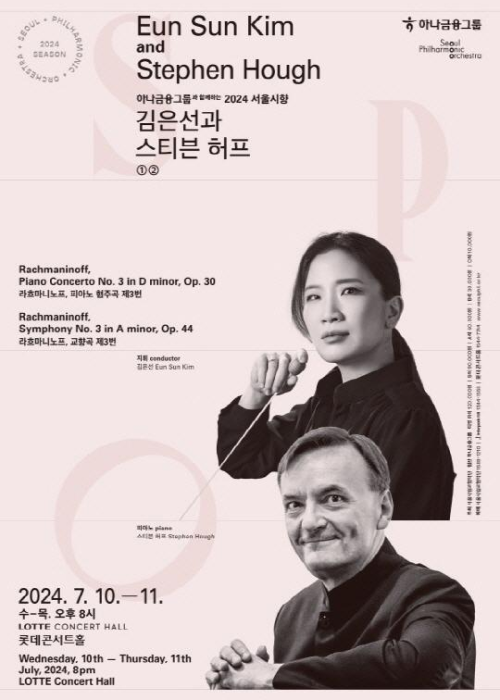 SEOUL • PHILHARMONIC • ORCHESTRA •
2024
SEASON
Eun Sun Kim
and
Stephen Hough
아나금융그룹과 함께하는 2024 서울시향
김은선과
스티븐 허프
①②
아나금융그룹
Seoul
Philharmonic
Orchestra
S
P
O
Rachmaninoff,
Piano Concerto No. 3 in D minor, Op. 30
라흐마니노프, 피아노 협주곡 제3번
Rachmaninoff,
Symphony No. 3 in A minor, Op. 44
라흐마니노프, 교향곡 제3번
지휘 conductor
김은선 Eun Sun Kim
피아노 piano
스티븐 허프 Stephen Hough
2024. 7. 10.—11.
수-목. 오후 8시
LOTTE CONCERT HALL
롯데콘서트홀
Wednesday, 10th — Thursday, 11th
July, 2024, 8pm
LOTTE Concert Hall